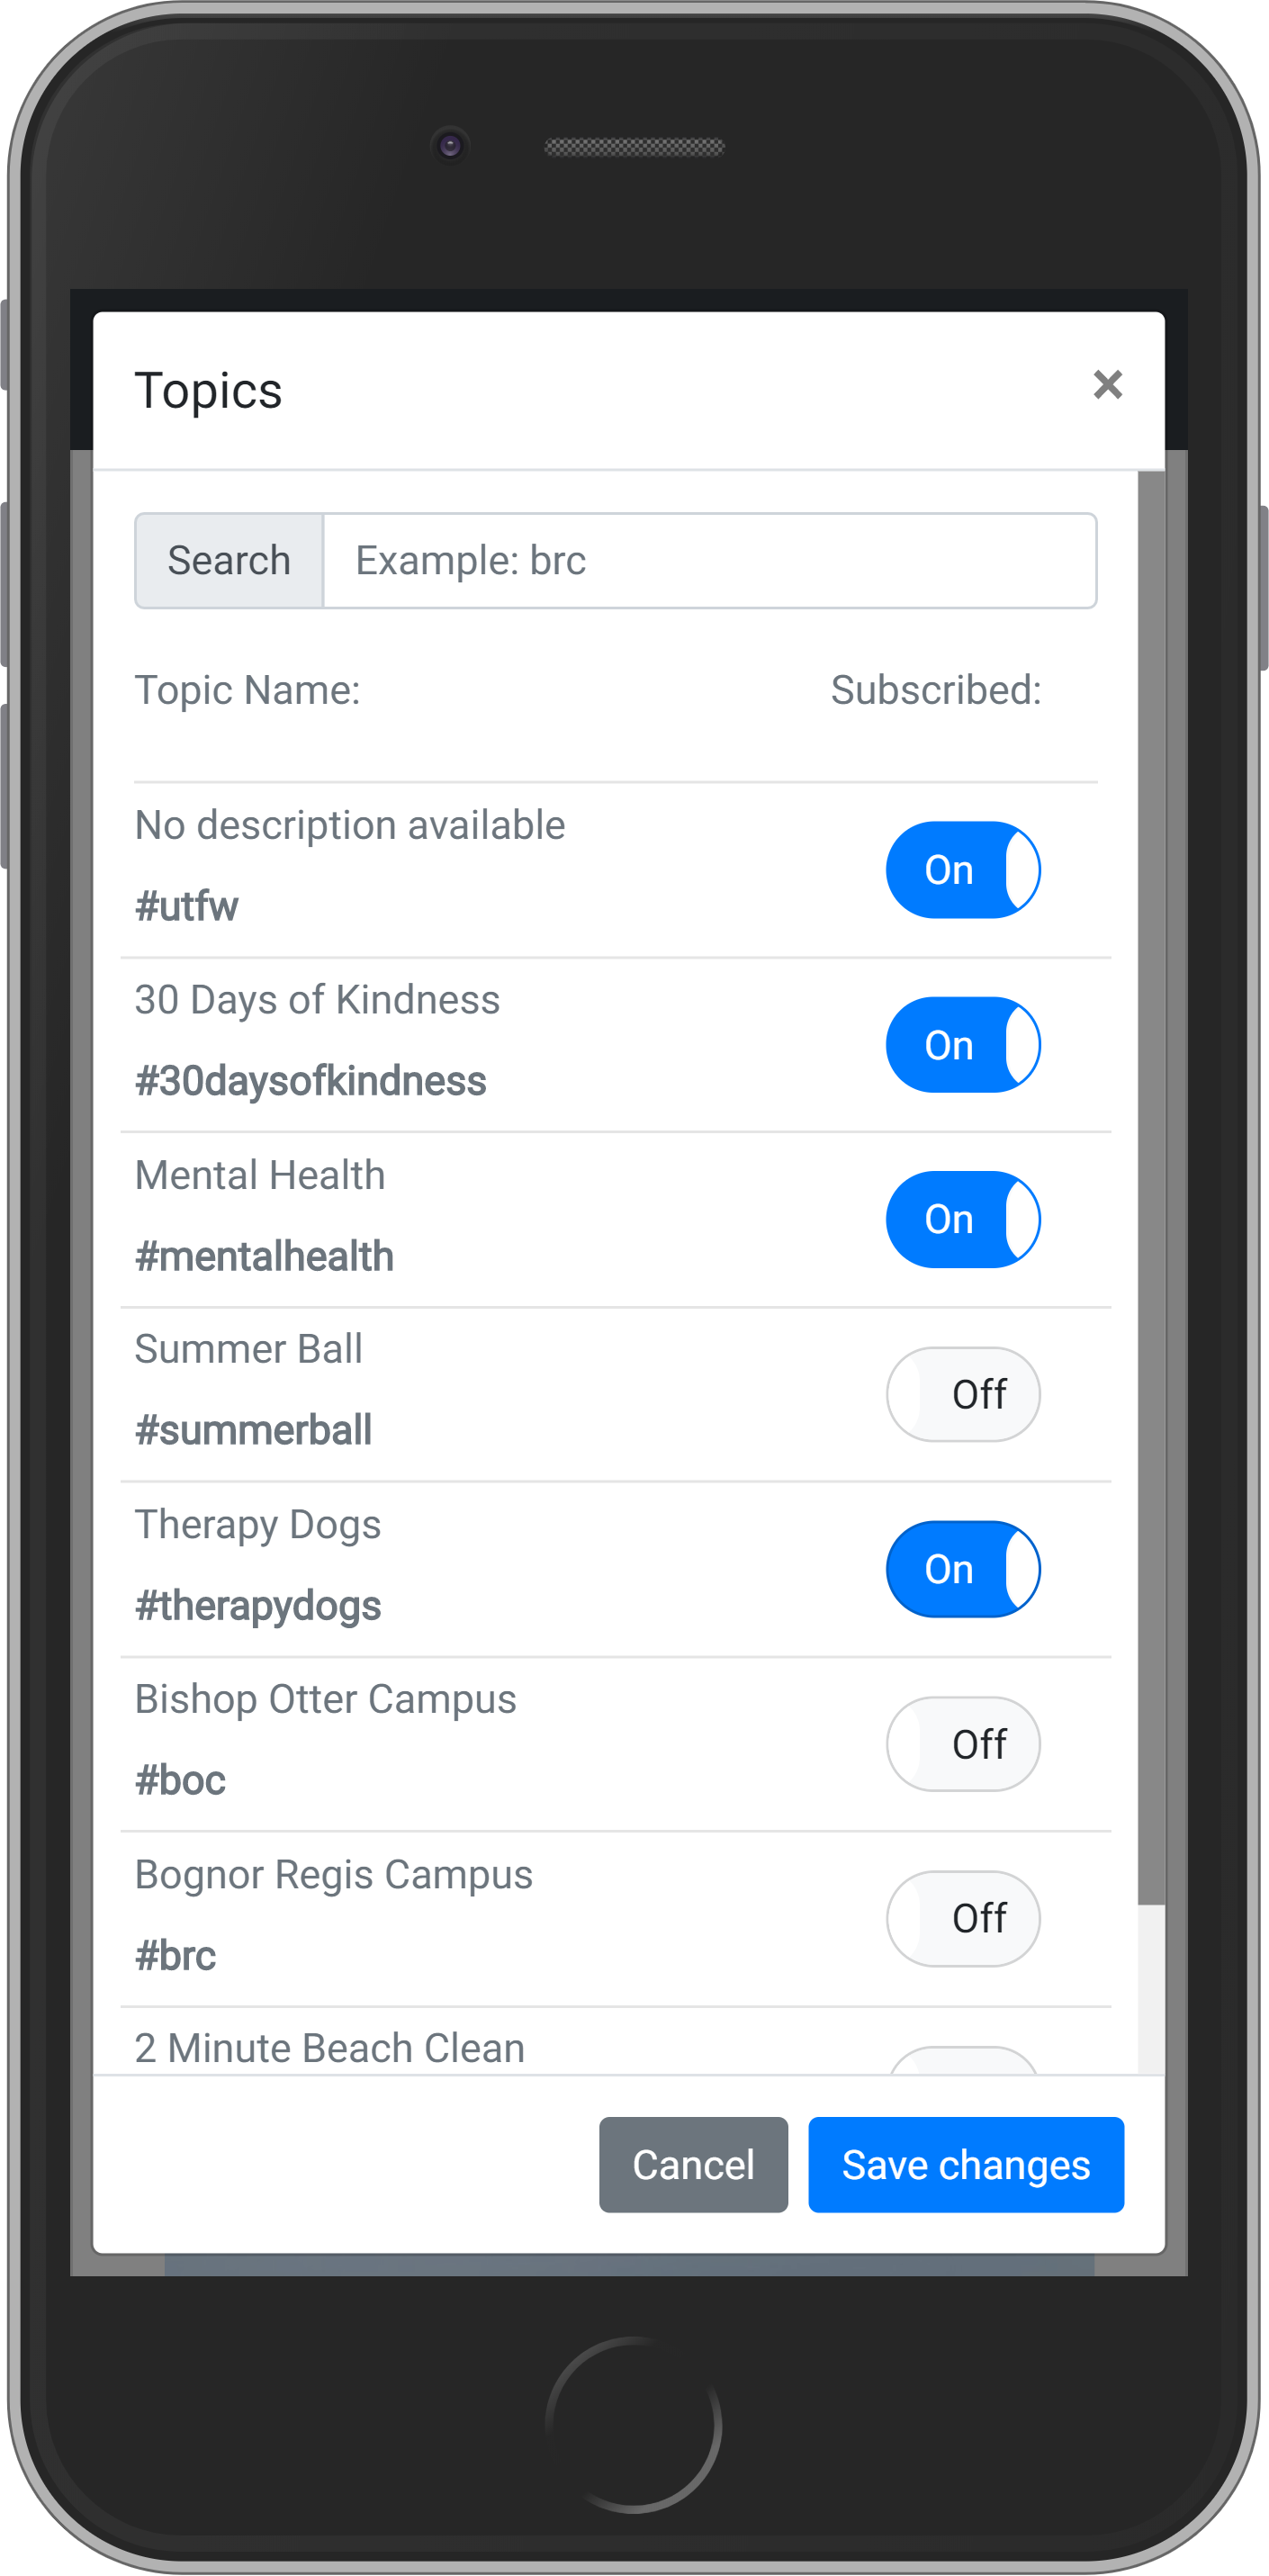 Topics
×
Search Example: brc
Topic Name: Subscribed:
No description available
On
#utfw
30 Days of Kindness
On
#30daysofkindness
Mental Health
On
#mentalhealth
Summer Ball
Off
#summerball
Therapy Dogs
On
#therapydogs
Bishop Otter Campus
Off
#boc
Bognor Regis Campus
Off
#brc
2 Minute Beach Clean
Cancel Save changes